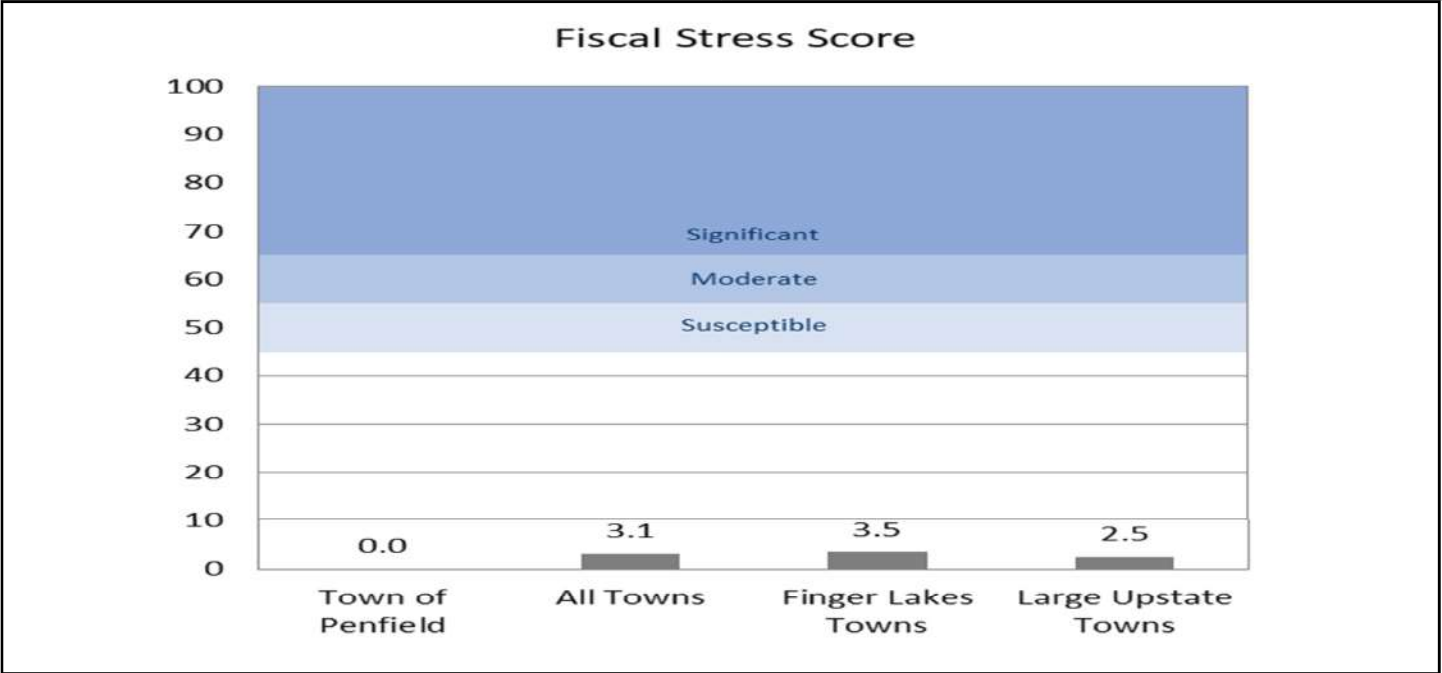 Fiscal Stress Score
100
90
80
70
60
50
40
30
20
10
0
Significant
Moderate
Susceptible
0.0
3.1
3.5
2.5
Town of
Penfield
All Towns
Finger Lakes
Towns
Large Upstate
Towns